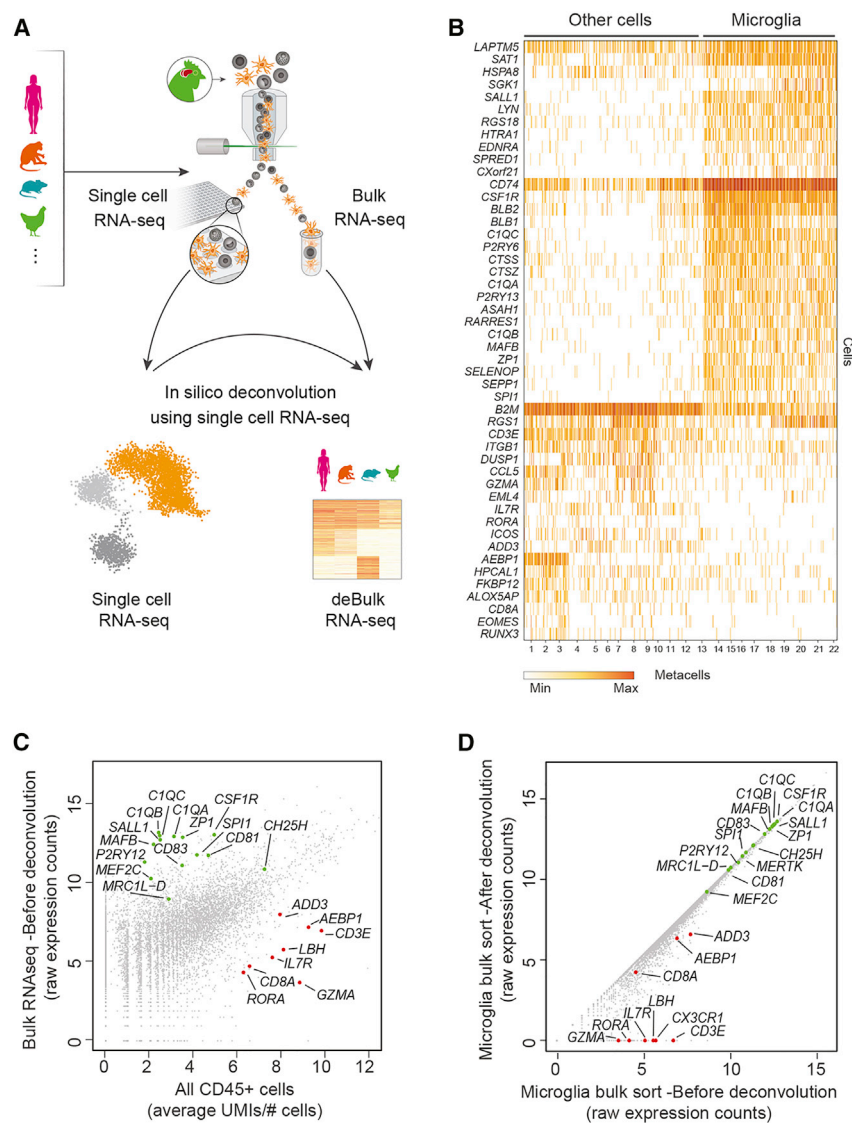 A
Single cell
RNA-seq
Bulk
RNA-seq
In silico deconvolution
using single cell RNA-seq
Single cell
RNA-seq
deBulk
RNA-seq
B
Other cells
Microglia
LAPTM5
SAT1
HSPA8
SGK1
SALL1
LYN
RGS18
HTRA1
EDNRA
SPRED1
CXorf21
CD74
CSF1R
BLB2
BLB1
C1QC
P2RY6
CTSS
CTSZ
C1QA
P2RY13
ASAH1
RARRES1
C1QB
MAFB
ZP1
SELENOP
SEPP1
SPI1
B2M
RGS1
CD3E
ITGB1
DUSP1
CCL5
GZMA
EML4
IL7R
RORA
ICOS
ADD3
AEBP1
HPCAL1
FKBP12
ALOX5AP
CD8A
EOMES
RUNX3
Cells
1 2 3 4 5 6 7 8 9 10 11 12 13 14 15 16 17 18 19 20 21 22
Min Max
Metacells
C
Bulk RNAseq -Before deconvolution
(raw expression counts)
15
10
5
0
C1QC
C1QB
C1QA
CSF1R
SALL1
ZP1
SPI1
CH25H
MAFB
CD81
P2RY12
CD83
MEF2C
MRC1L-D
ADD3
AEBP1
CD3E
LBH
IL7R
CD8A
RORA
GZMA
0 2 4 6 8 10 12
All CD45+ cells
(average UMIs/# cells)
D
Microglia bulk sort -After deconvolution
(raw expression counts)
15
10
5
0
C1QC
C1QB
CSF1R
MAFB
C1QA
CD83
SALL1
SPI1
ZP1
P2RY12
CH25H
MRC1L-D
MERTK
CD81
MEF2C
ADD3
AEBP1
CD8A
LBH
IL7R
CX3CR1
RORA
CD3E
GZMA
0 5 10 15
Microglia bulk sort -Before deconvolution
(raw expression counts)